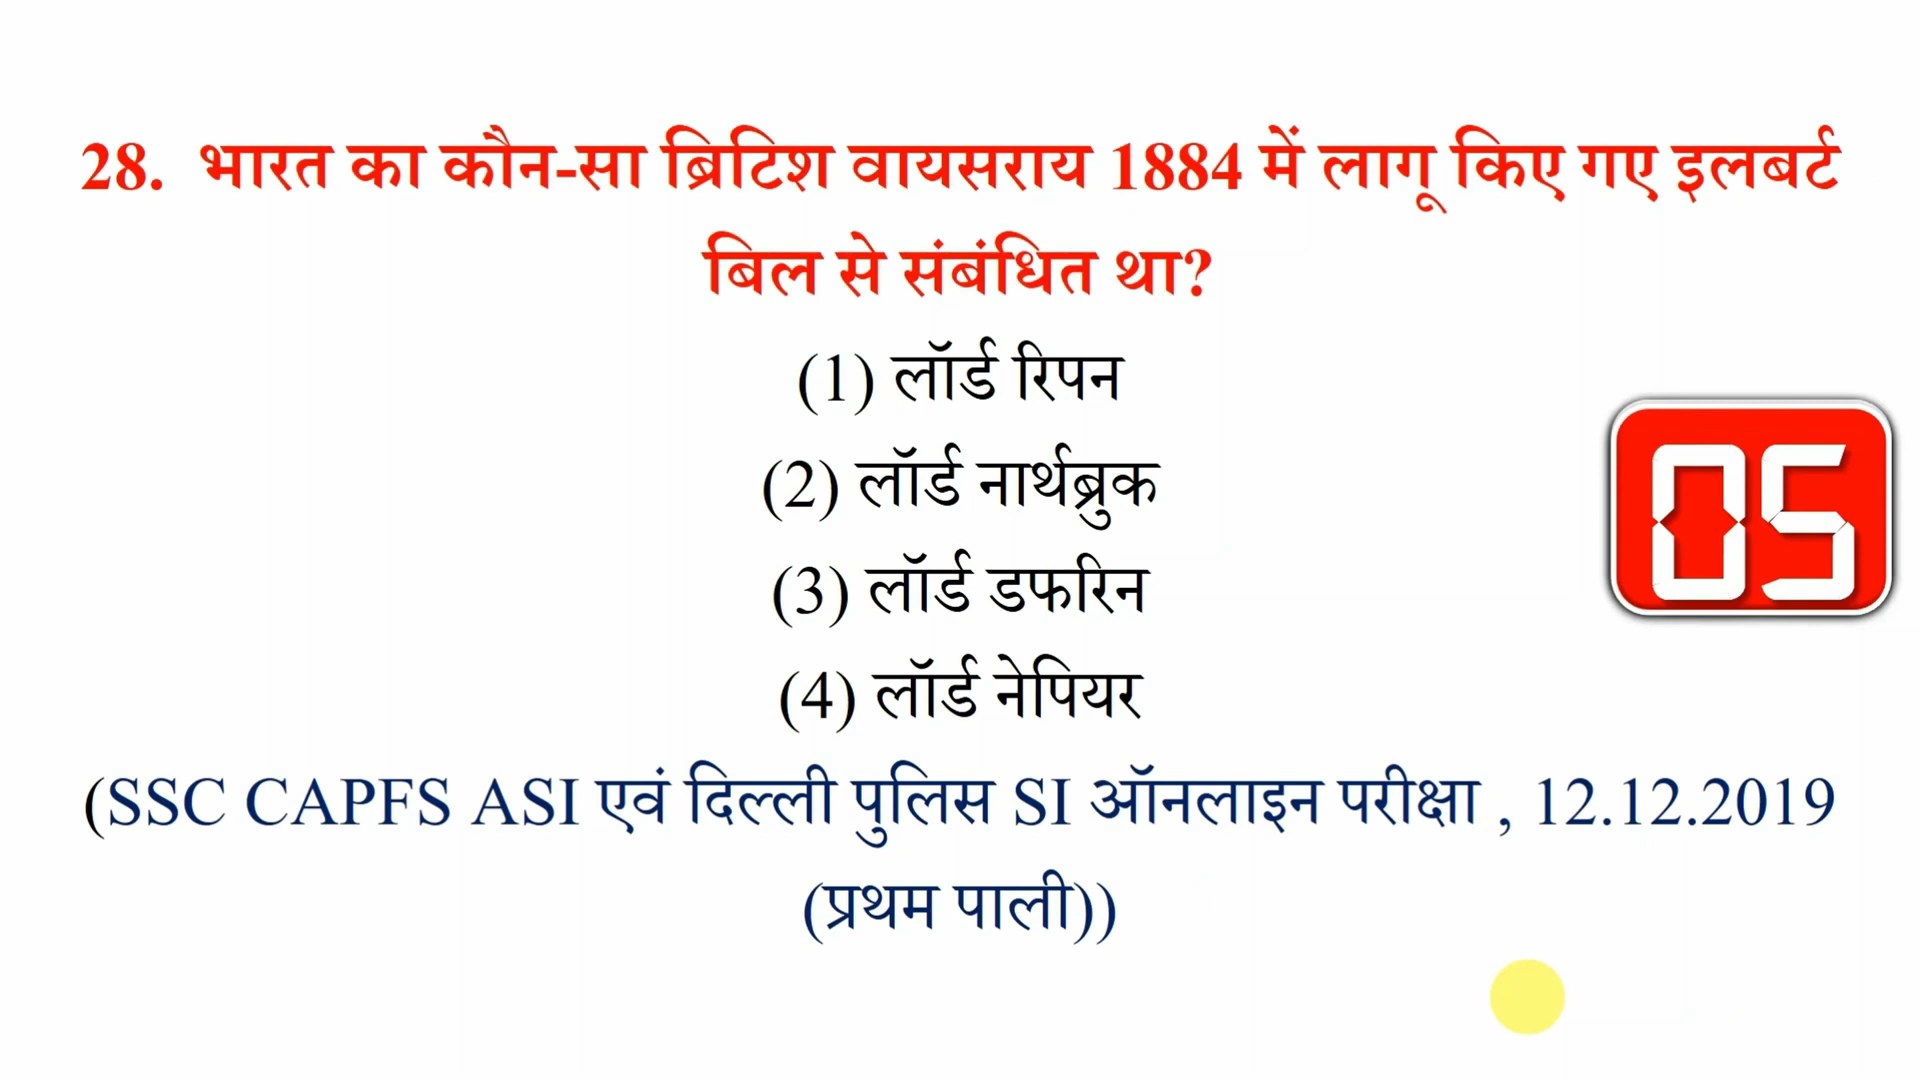 28. भारत का कौन-सा ब्रिटिश वायसराय 1884 में लागू किए गए इलबर्ट
बिल से संबंधित था?
(1) लॉर्ड रिपन
(2) लॉर्ड नार्थब्रुक
(3) लॉर्ड डफरिन
(4) लॉर्ड नेपियर
05
(SSC CAPFS ASI एवं दिल्ली पुलिस SI ऑनलाइन परीक्षा , 12.12.2019
(प्रथम पाली))